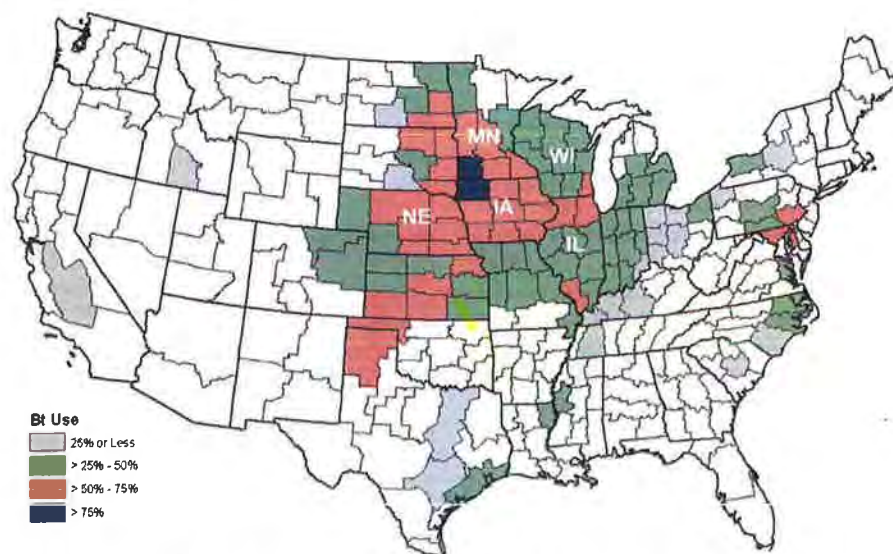 MN
WI
NE
IA
IL
Bt Use
25% or Less
> 25% - 50%
> 50% - 75%
> 75%